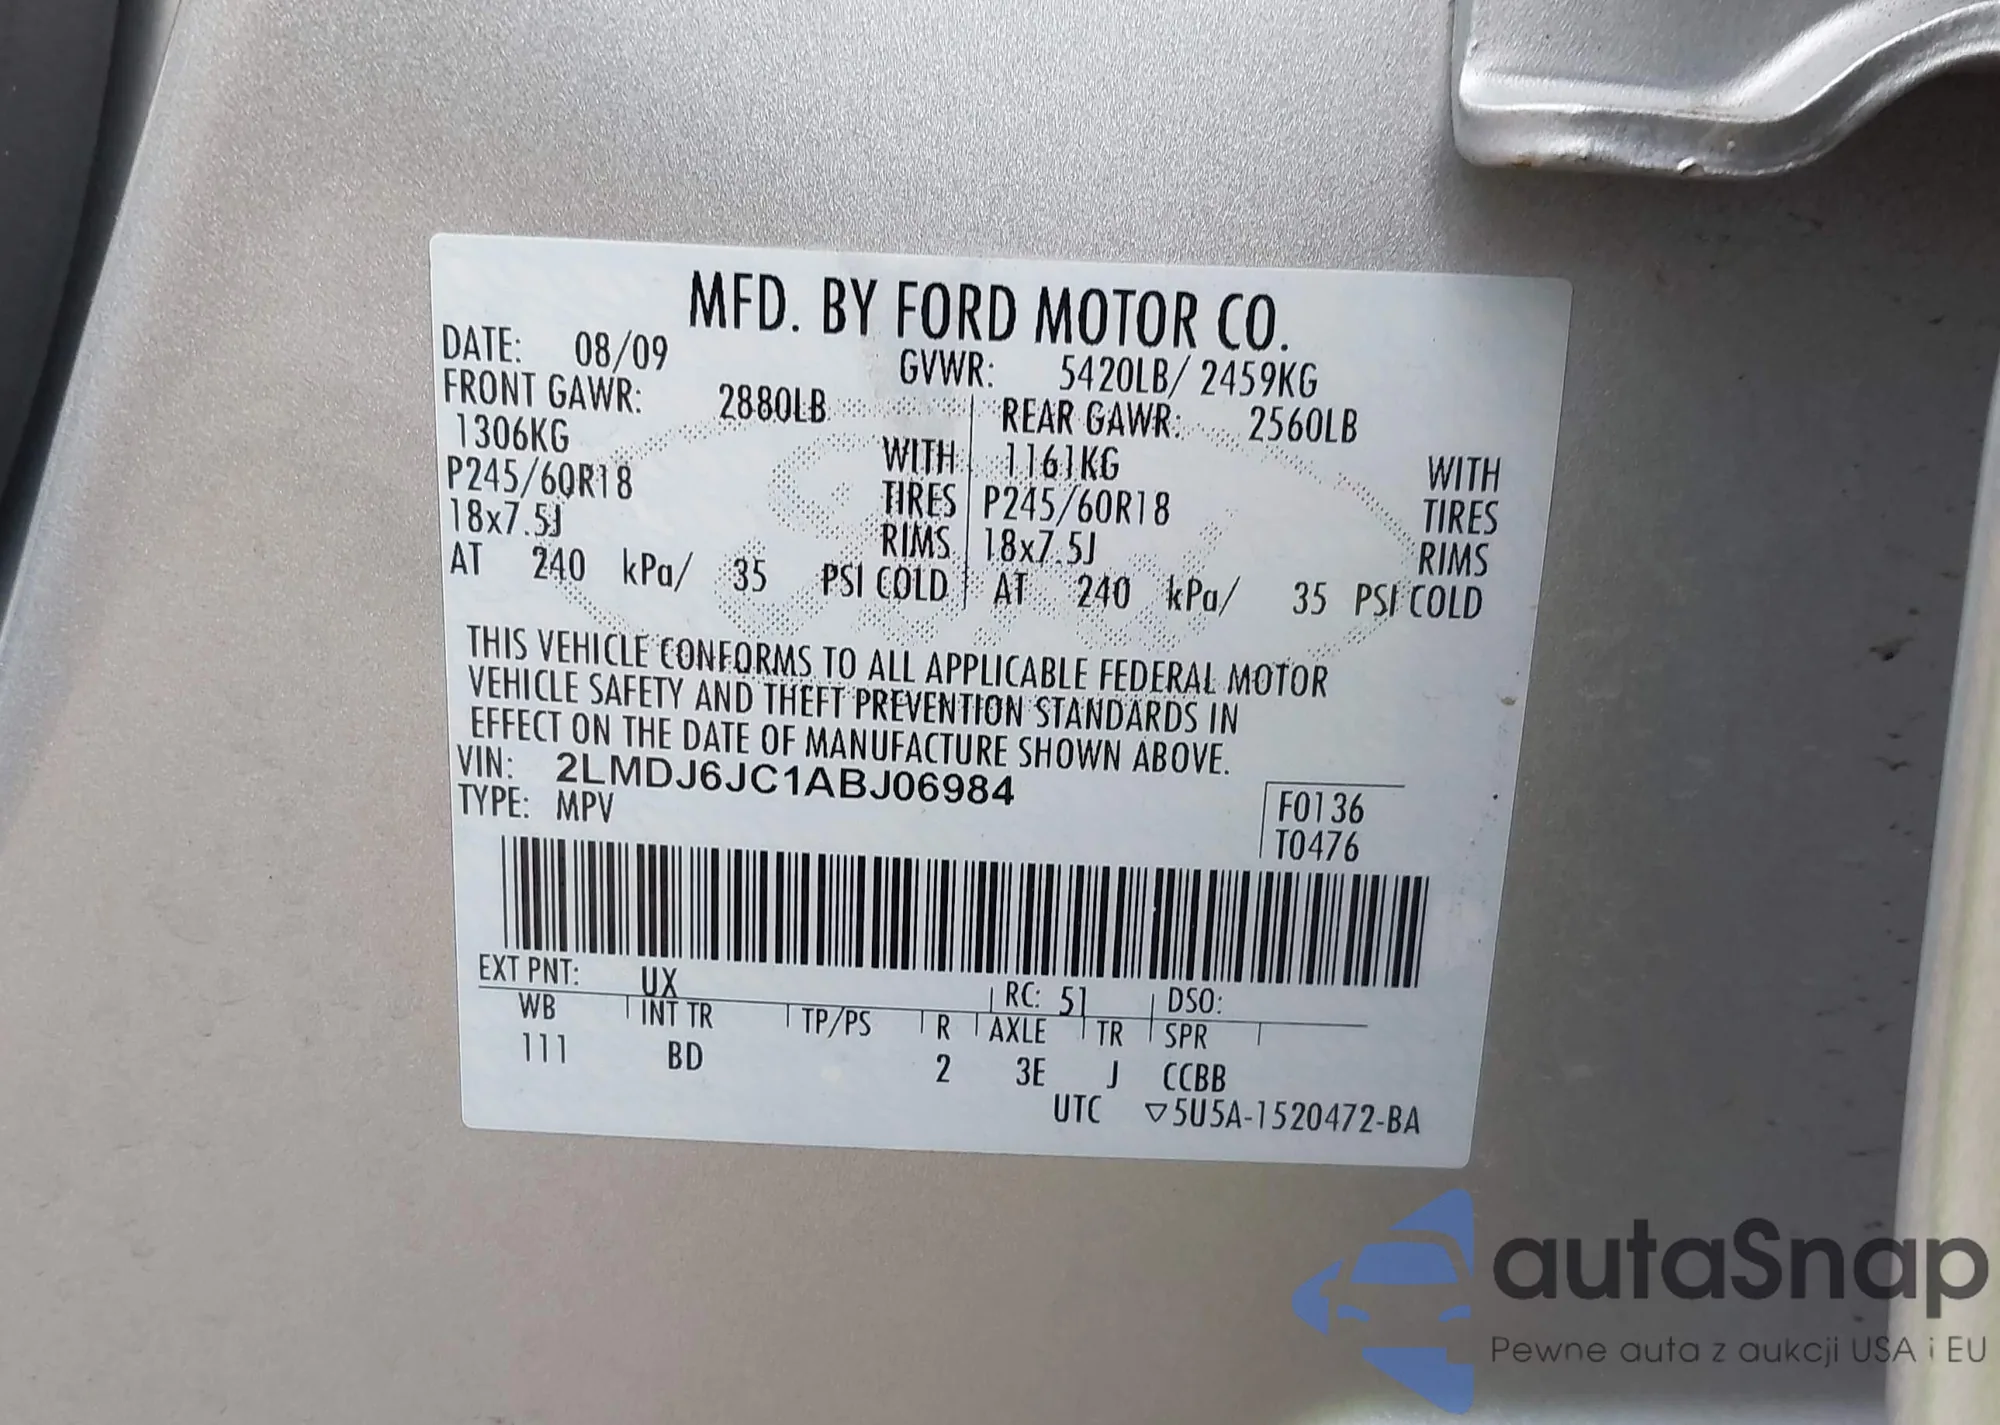 MFD. BY FORD MOTOR CO.
DATE: 08/09 GVWR: 5420LB/ 2459KG
FRONT GAWR: 2880LB REAR GAWR: 2560LB
1306KG WITH 1161KG WITH
P245/60R18 TIRES P245/60R18 TIRES
18x7.5J RIMS 18x7.5J RIMS
AT 240 kPa/ 35 PSI COLD AT 240 kPa/ 35 PSI COLD
THIS VEHICLE CONFORMS TO ALL APPLICABLE FEDERAL MOTOR
VEHICLE SAFETY AND THEFT PREVENTION STANDARDS IN
EFFECT ON THE DATE OF MANUFACTURE SHOWN ABOVE.
VIN: 2LMDJ6JC1ABJ06984
TYPE: MPV
F0136
T0476
EXT PNT: UX RC: 51 DSO:
WB INT TR TP/PS R AXLE TR SPR
111 BD 2 3E J CCBB
UTC ▽5U5A-1520472-BA
autaSnap
Pewne auta z aukcji USA i EU